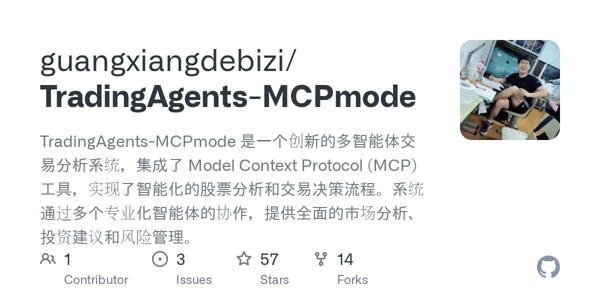 guangxiangdebizi/
TradingAgents-MCPmode
TradingAgents-MCPmode 是一个创新的多智能体交
易分析系统，集成了 Model Context Protocol (MCP)
工具，实现了智能化的股票分析和交易决策流程。系统
通过多个专业化智能体的协作，提供全面的市场分析、
投资建议和风险管理。
1 3 57 14
Contributor Issues Stars Forks